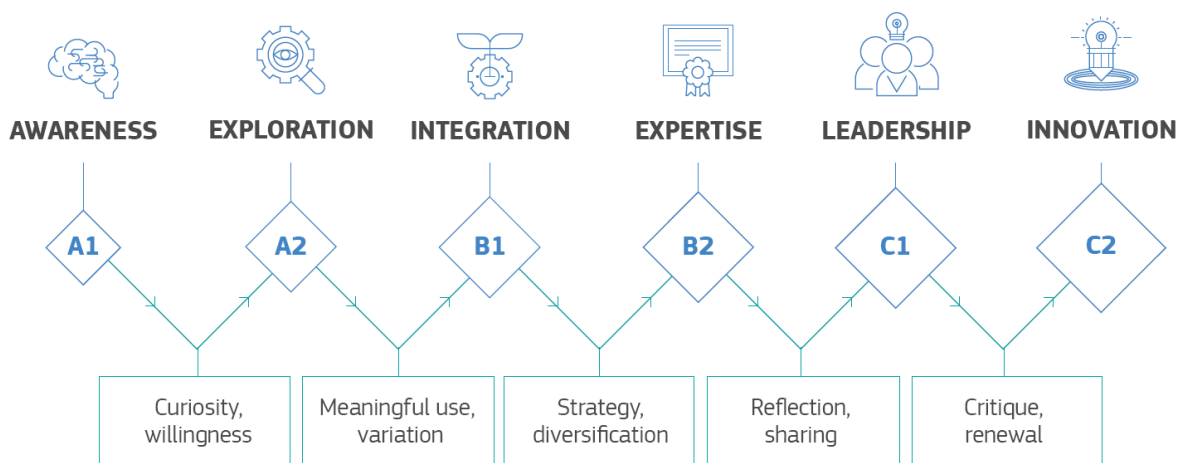 AWARENESS
EXPLORATION
INTEGRATION
EXPERTISE
LEADERSHIP
INNOVATION
A1
A2
B1
B2
C1
C2
Curiosity,
willingness
Meaningful use,
variation
Strategy,
diversification
Reflection,
sharing
Critique,
renewal